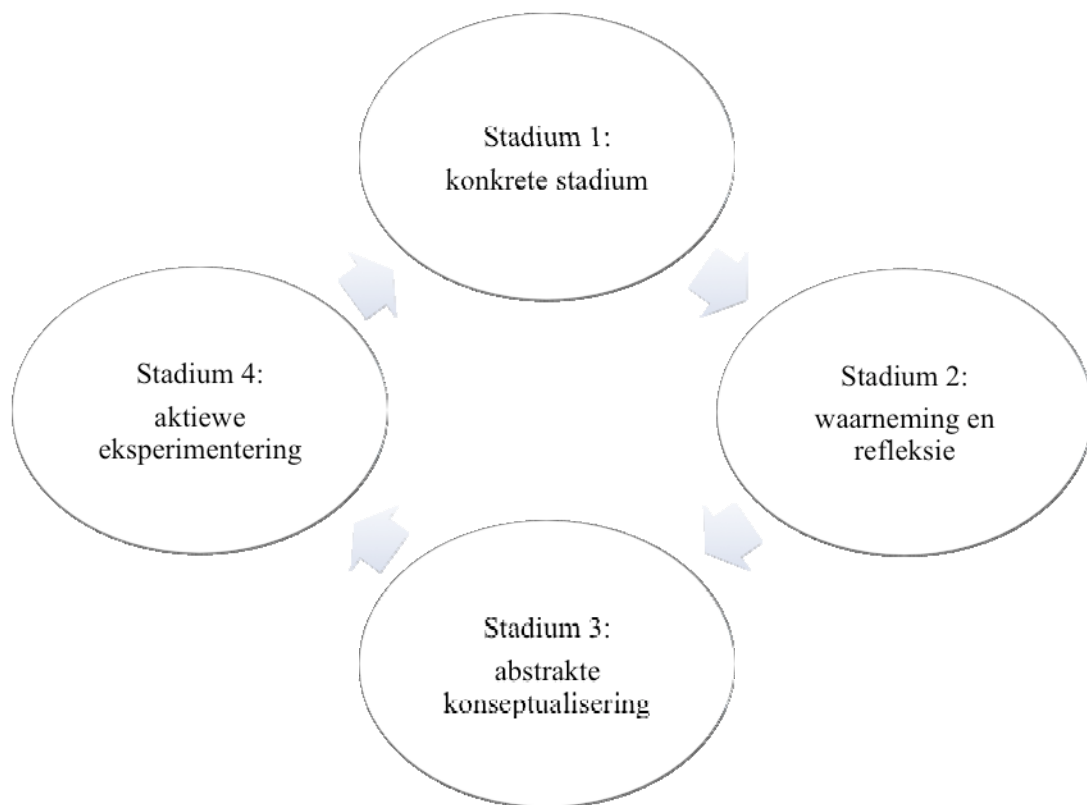 Stadium 1:
konkrete stadium
Stadium 2:
waarneming en
refleksie
Stadium 3:
abstrakte
konseptualisering
Stadium 4:
aktiewe
eksperimentering